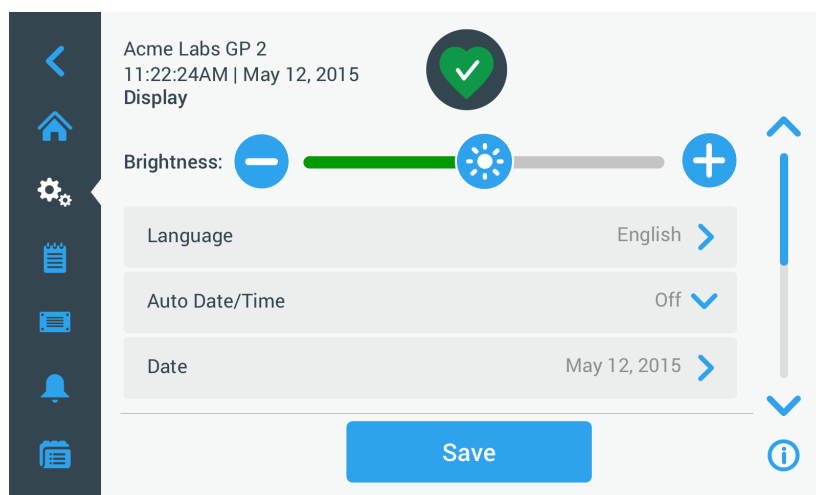 Acme Labs GP 2
11:22:24AM | May 12, 2015
Display
Brightness:
Language English
Auto Date/Time Off
Date May 12, 2015
Save